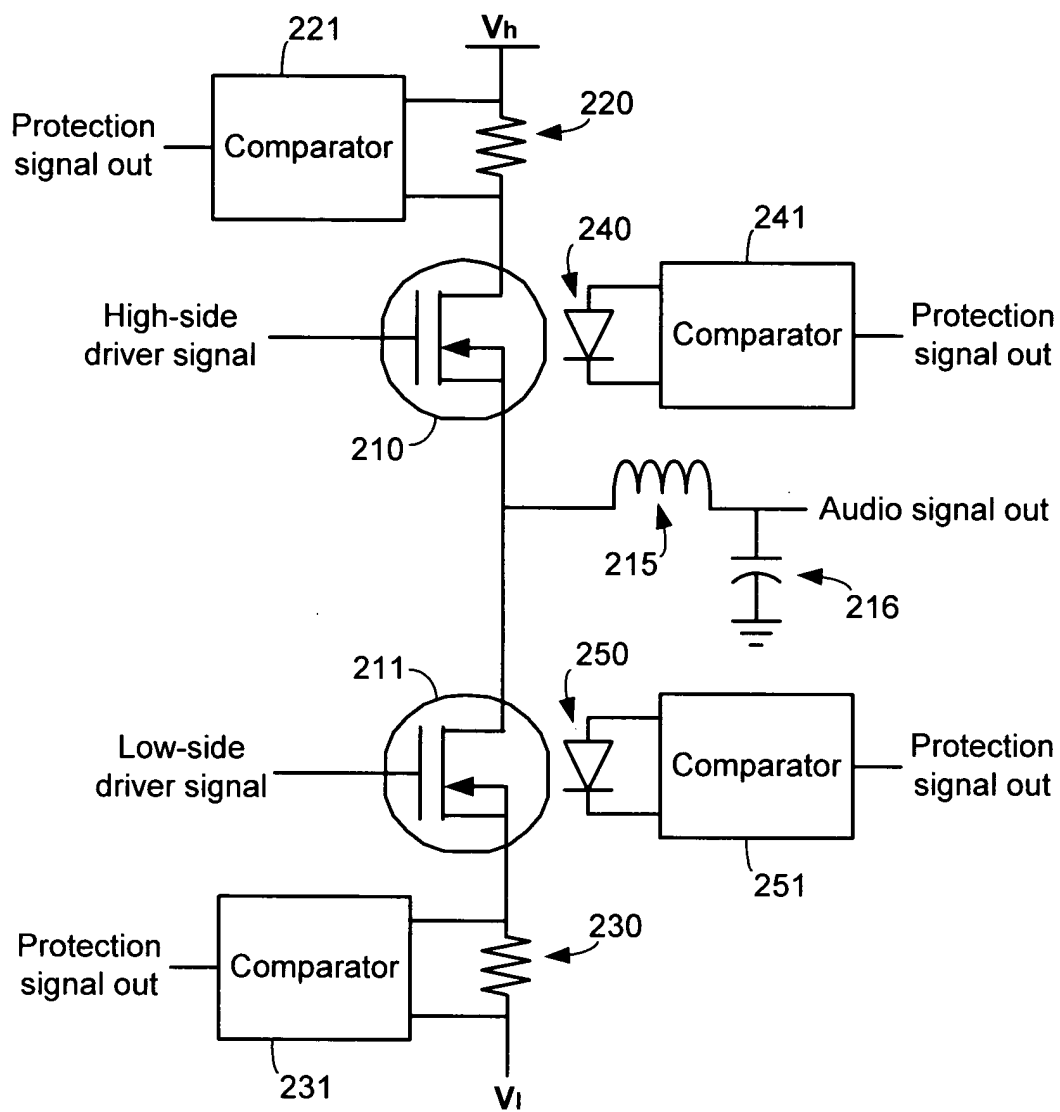 221
Vh
220
Protection
signal out
Comparator
240
241
High-side
driver signal
Comparator
Protection
signal out
210
Audio signal out
215
216
211
250
Low-side
driver signal
Comparator
Protection
signal out
251
230
Protection
signal out
Comparator
231
Vl